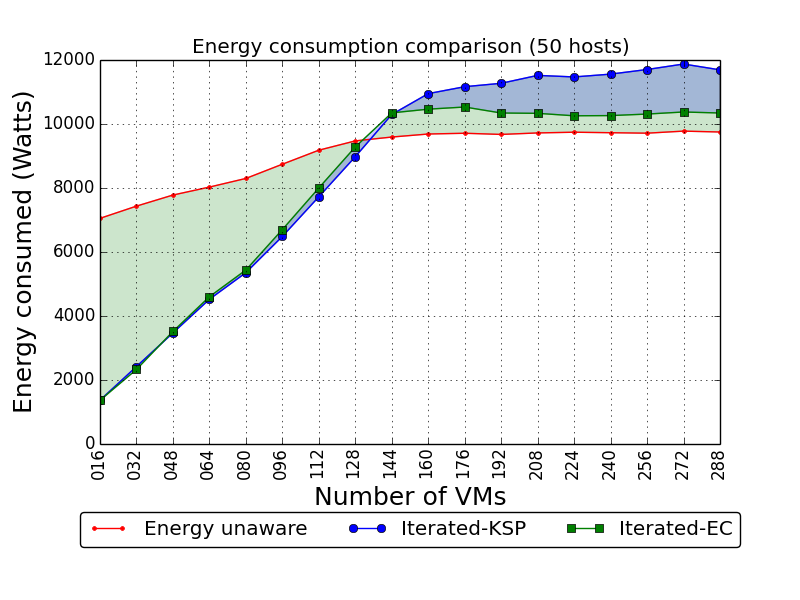 Energy consumption comparison (50 hosts)
12000
10000
8000
6000
4000
2000
0
Energy consumed (Watts)
016 032 048 064 080 096 112 128 144 160 176 192 208 224 240 256 272 288
Number of VMs
Energy unaware Iterated-KSP Iterated-EC